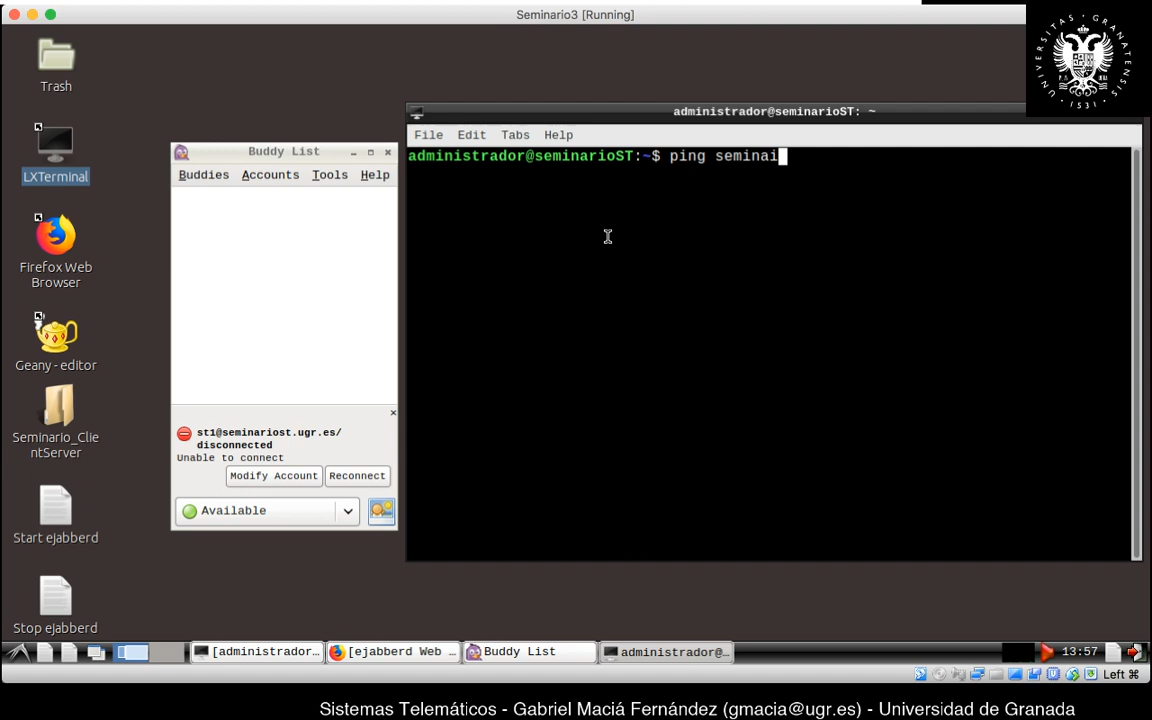 Seminario3 [Running]
UNIVERSITAS GRANATENSIS
1531
Trash
LXTerminal
Firefox Web
Browser
Geany - editor
Seminario_Clie
ntServer
Start ejabberd
Stop ejabberd
Buddy List
Buddies Accounts Tools Help
st1@seminariost.ugr.es/
disconnected
Unable to connect
Modify Account Reconnect
Available
administrador@seminarioST: ~
File Edit Tabs Help
administrador@seminarioST:~$ ping seminai
[administrador... [ejabberd Web ... Buddy List administrador@... 13:57
Left ⌘
Sistemas Telemáticos - Gabriel Maciá Fernández (gmacia@ugr.es) - Universidad de Granada